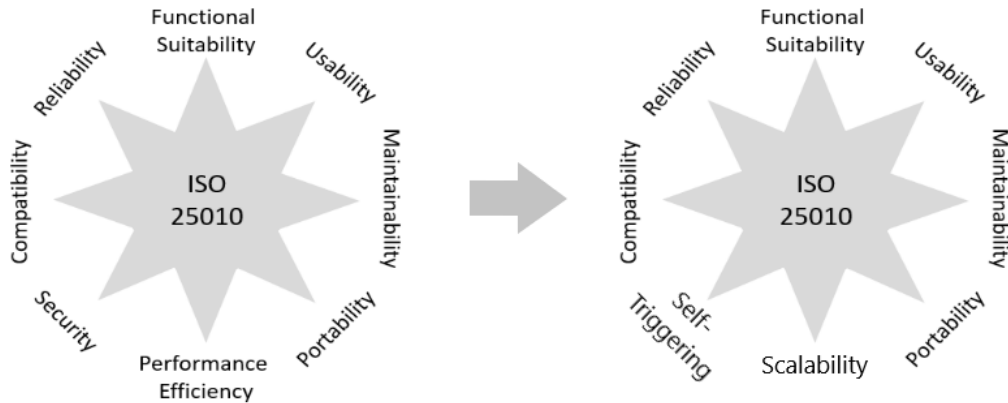 Functional
Suitability
Usability
Maintainability
Portability
Performance
Efficiency
Security
Compatibility
Reliability
ISO
25010
Functional
Suitability
Usability
Maintainability
Portability
Scalability
Self-
Triggering
Compatibility
Reliability
ISO
25010